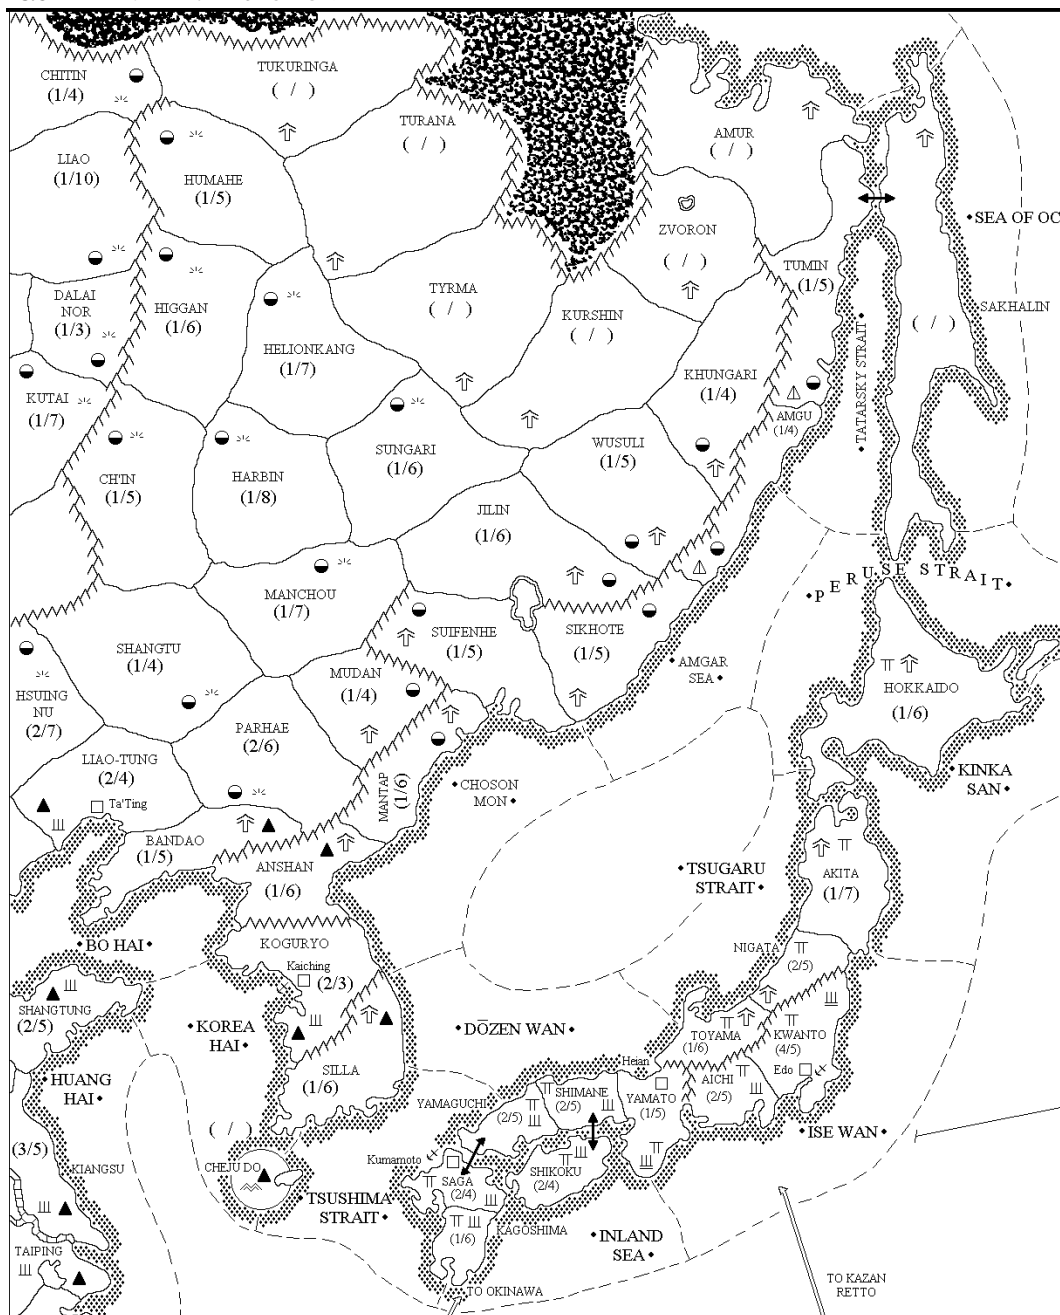 CHITIN
(1/4)
TUKURINGA
( / )
TURANA
( / )
AMUR
( / )
LIAO
(1/10)
HUMAHE
(1/5)
ZVORON
( / )
SEA OF OC
TUMIN
(1/5)
DALAI
NOR
(1/3)
HIGGAN
(1/6)
TYRMA
( / )
KURSHIN
( / )
SAKHALIN
( / )
HELIONKANG
(1/7)
TATARSKY STRAIT
KHUNGARI
(1/4)
KUTAI
(1/7)
AMGU
(1/4)
CH'IN
(1/5)
HARBIN
(1/8)
SUNGARI
(1/6)
WUSULI
(1/5)
JILIN
(1/6)
PERUSE STRAIT
MANCHOU
(1/7)
SUIFENHE
(1/5)
SIKHOTE
(1/5)
SHANGTU
(1/4)
MUDAN
(1/4)
AMGAR
SEA
HOKKAIDO
(1/6)
HSUING
NU
(2/7)
PARHAE
(2/6)
LIAO-TUNG
(2/4)
Ta'Ting
MANTAP
(1/6)
CHOSON
MON
KINKA
SAN
BANDAO
(1/5)
ANSHAN
(1/6)
TSUGARU
STRAIT
AKITA
(1/7)
BO HAI
KOGURYO
Kaiching
(2/3)
NIGATA
(2/5)
SHANGTUNG
(2/5)
KOREA
HAI
DŌZEN WAN
TOYAMA
(1/6)
KWANTO
(4/5)
Edo
HUANG
HAI
SILLA
(1/6)
Heian
YAMAGUCHI
(2/5)
SHIMANE
(2/5)
YAMATO
(1/5)
AICHI
(2/5)
( / )
ISE WAN
(3/5)
KIANGSU
CHEJU DO
Kumamoto
SAGA
(2/4)
SHIKOKU
(2/4)
TSUSHIMA
STRAIT
KAGOSHIMA
(1/6)
INLAND
SEA
TAIPING
TO OKINAWA
TO KAZAN
RETTO